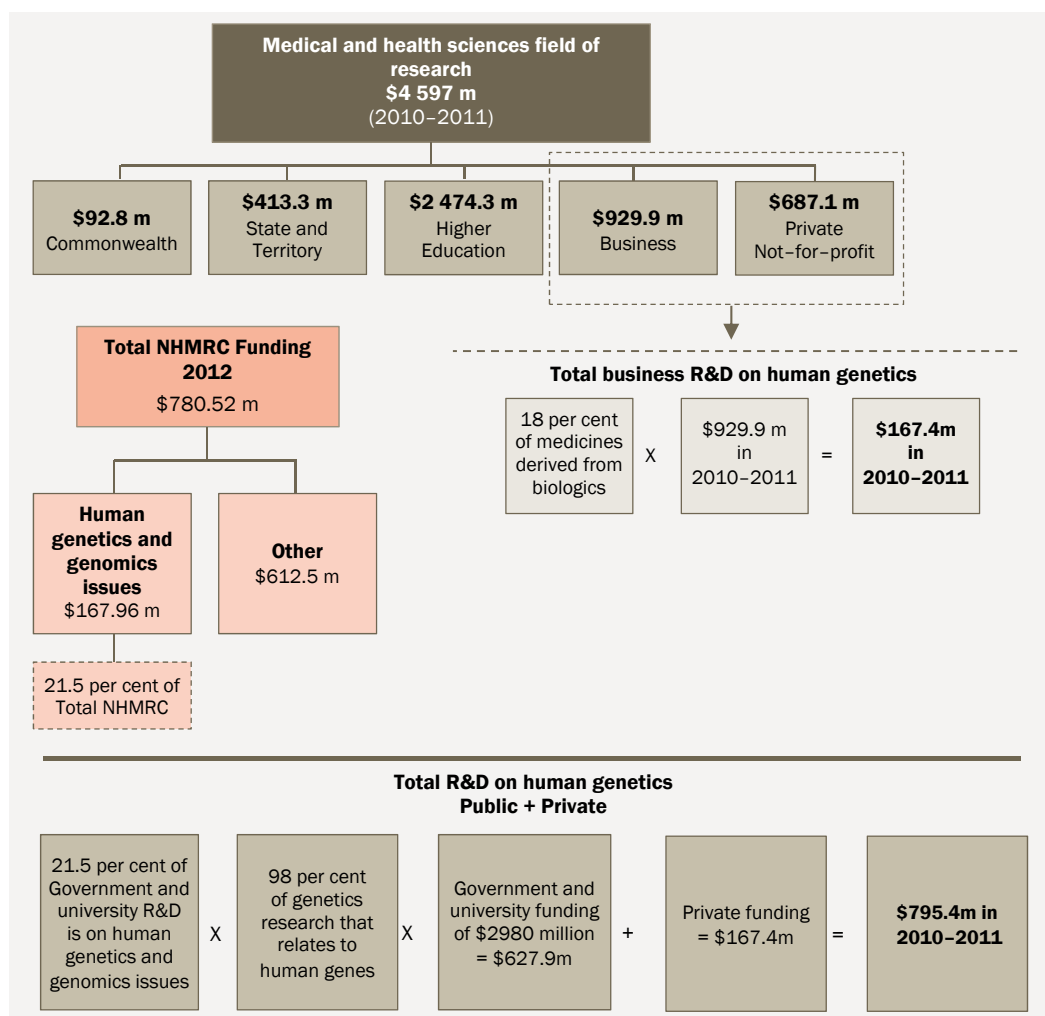 Medical and health sciences field of
research
$4 597 m
(2010–2011)
$92.8 m
Commonwealth
$413.3 m
State and
Territory
$2 474.3 m
Higher
Education
$929.9 m
Business
$687.1 m
Private
Not–for–profit
Total NHMRC Funding
2012
$780.52 m
Human
genetics and
genomics
issues
$167.96 m
Other
$612.5 m
21.5 per cent of
Total NHMRC
Total business R&D on human genetics
18 per cent
of medicines
derived from
biologics
X
$929.9 m
in
2010–2011
=
$167.4m
in
2010–2011
Total R&D on human genetics
Public + Private
21.5 per cent of
Government and
university R&D
is on human
genetics and
genomics issues
X
98 per cent
of genetics
research that
relates to
human genes
X
Government and
university funding
of $2980 million
= $627.9m
+
Private funding
= $167.4m
=
$795.4m in
2010–2011